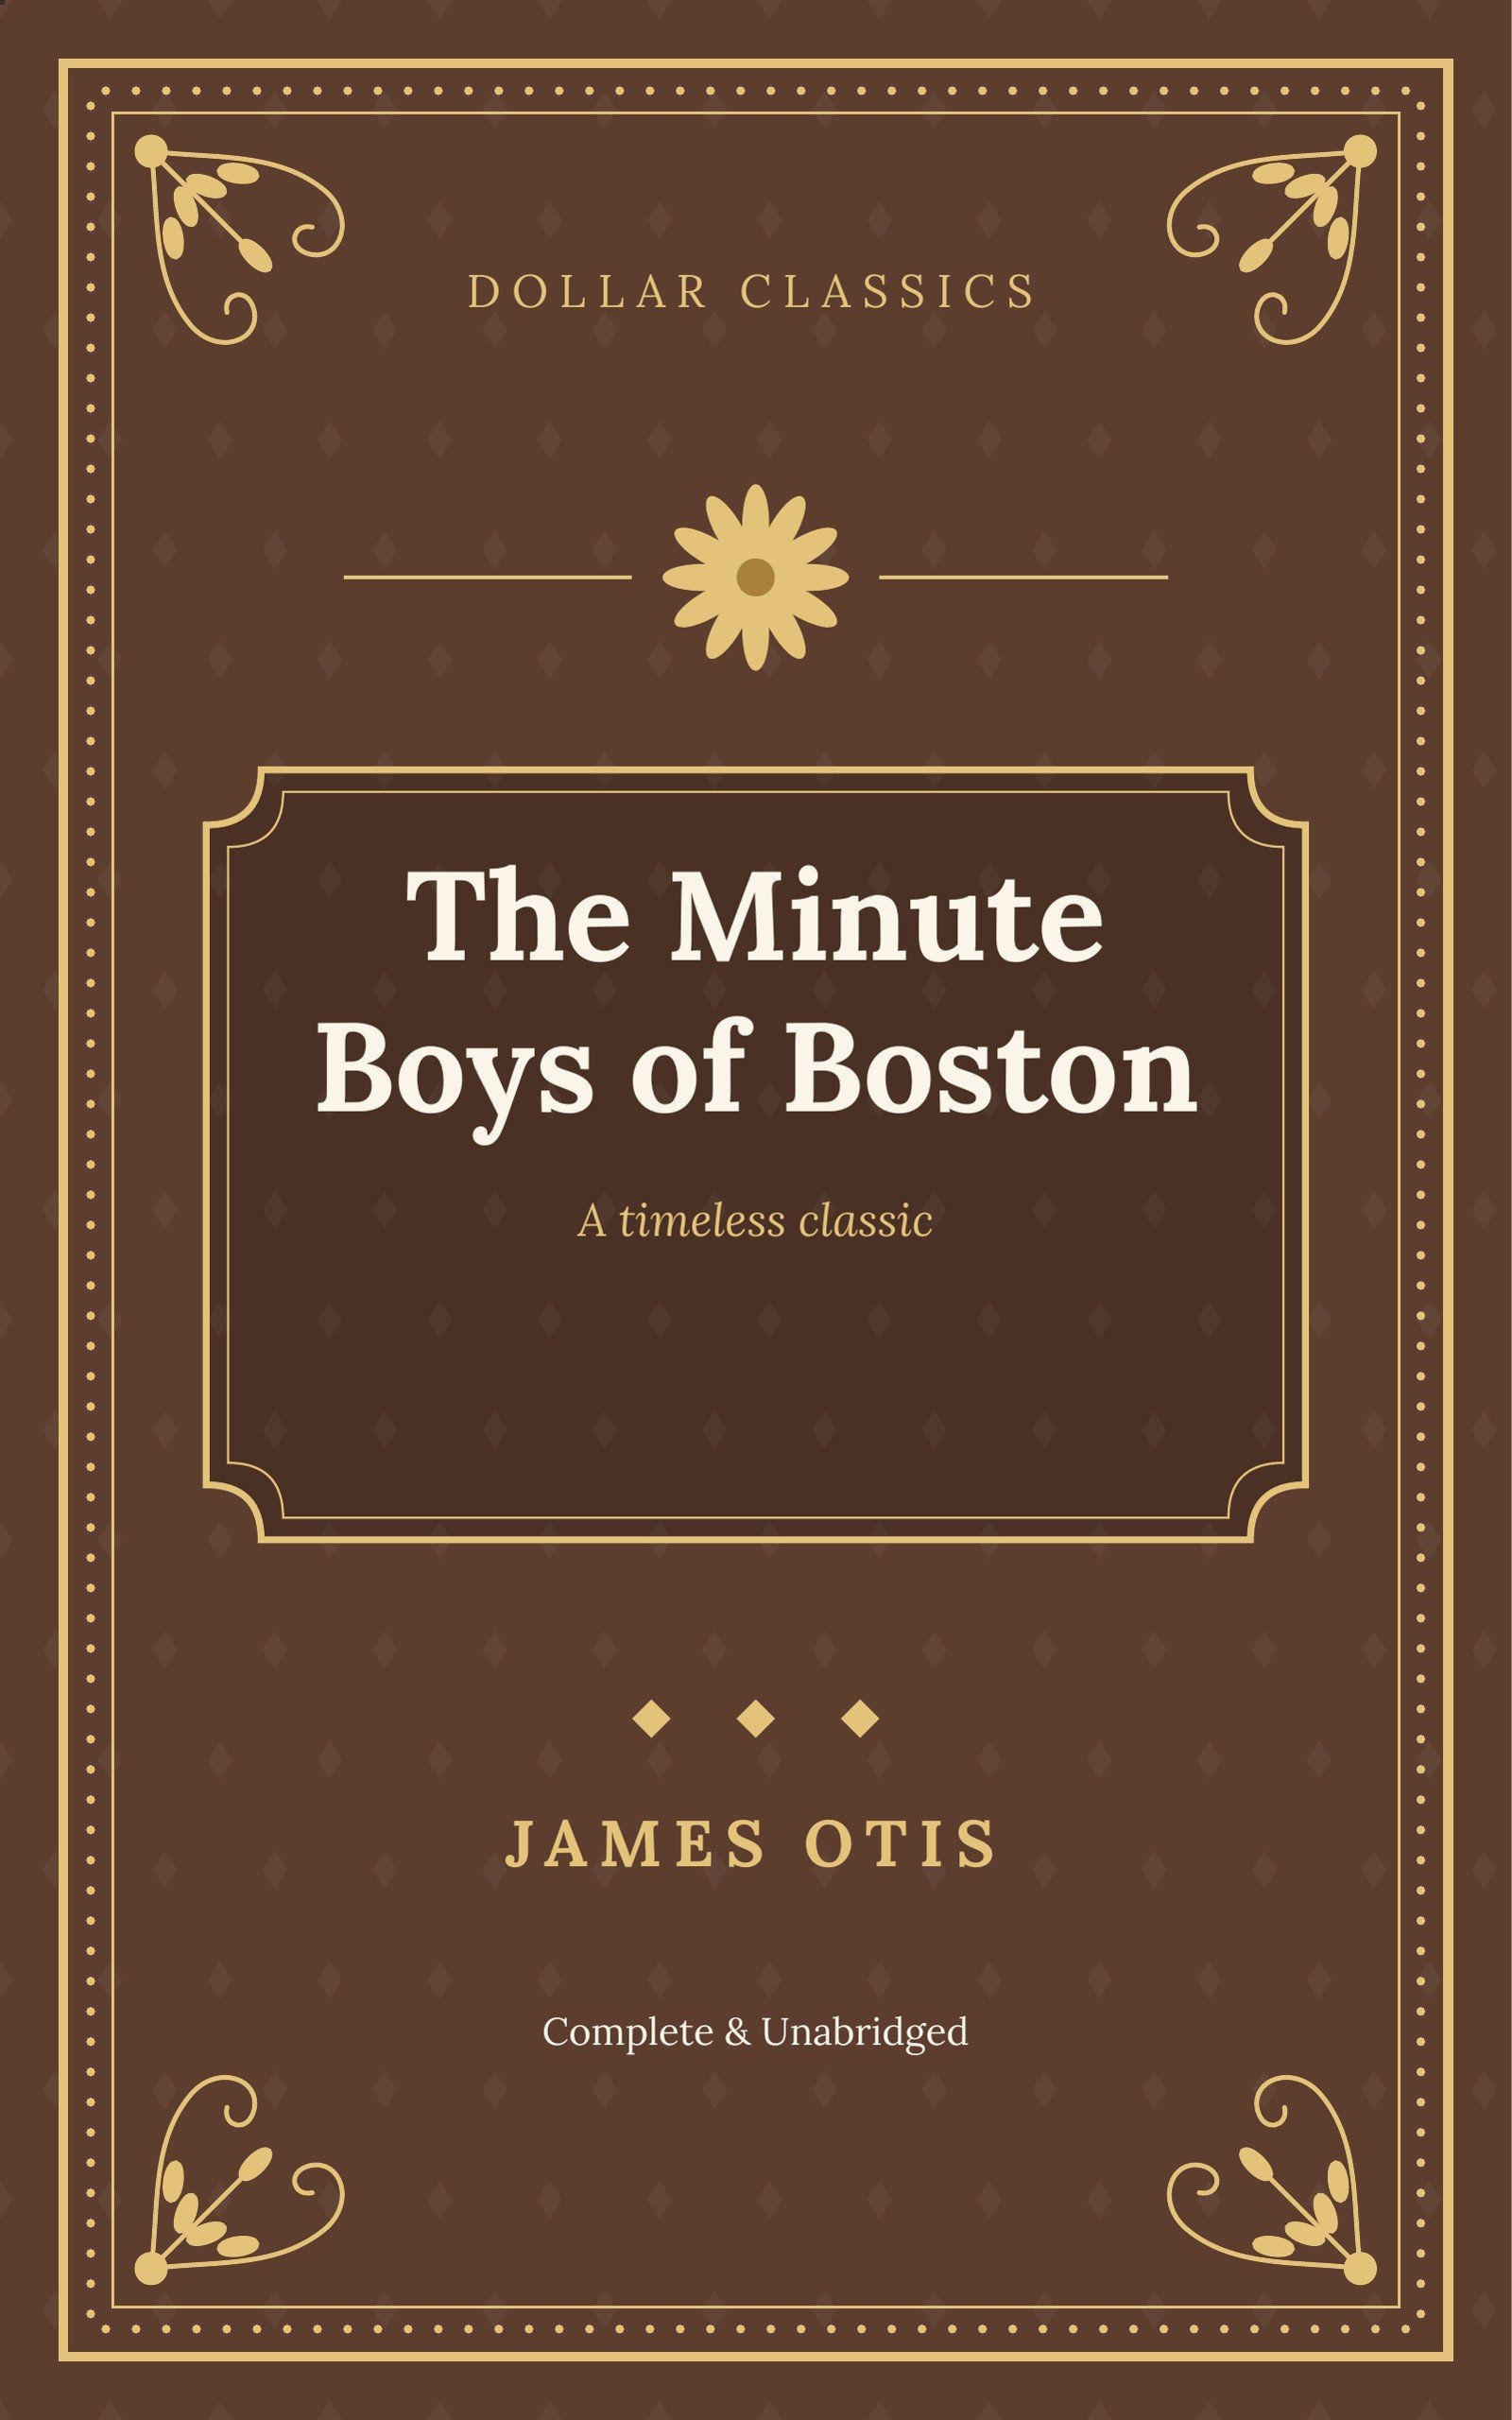 DOLLAR CLASSICS
The Minute
Boys of Boston
A timeless classic
JAMES OTIS
Complete & Unabridged